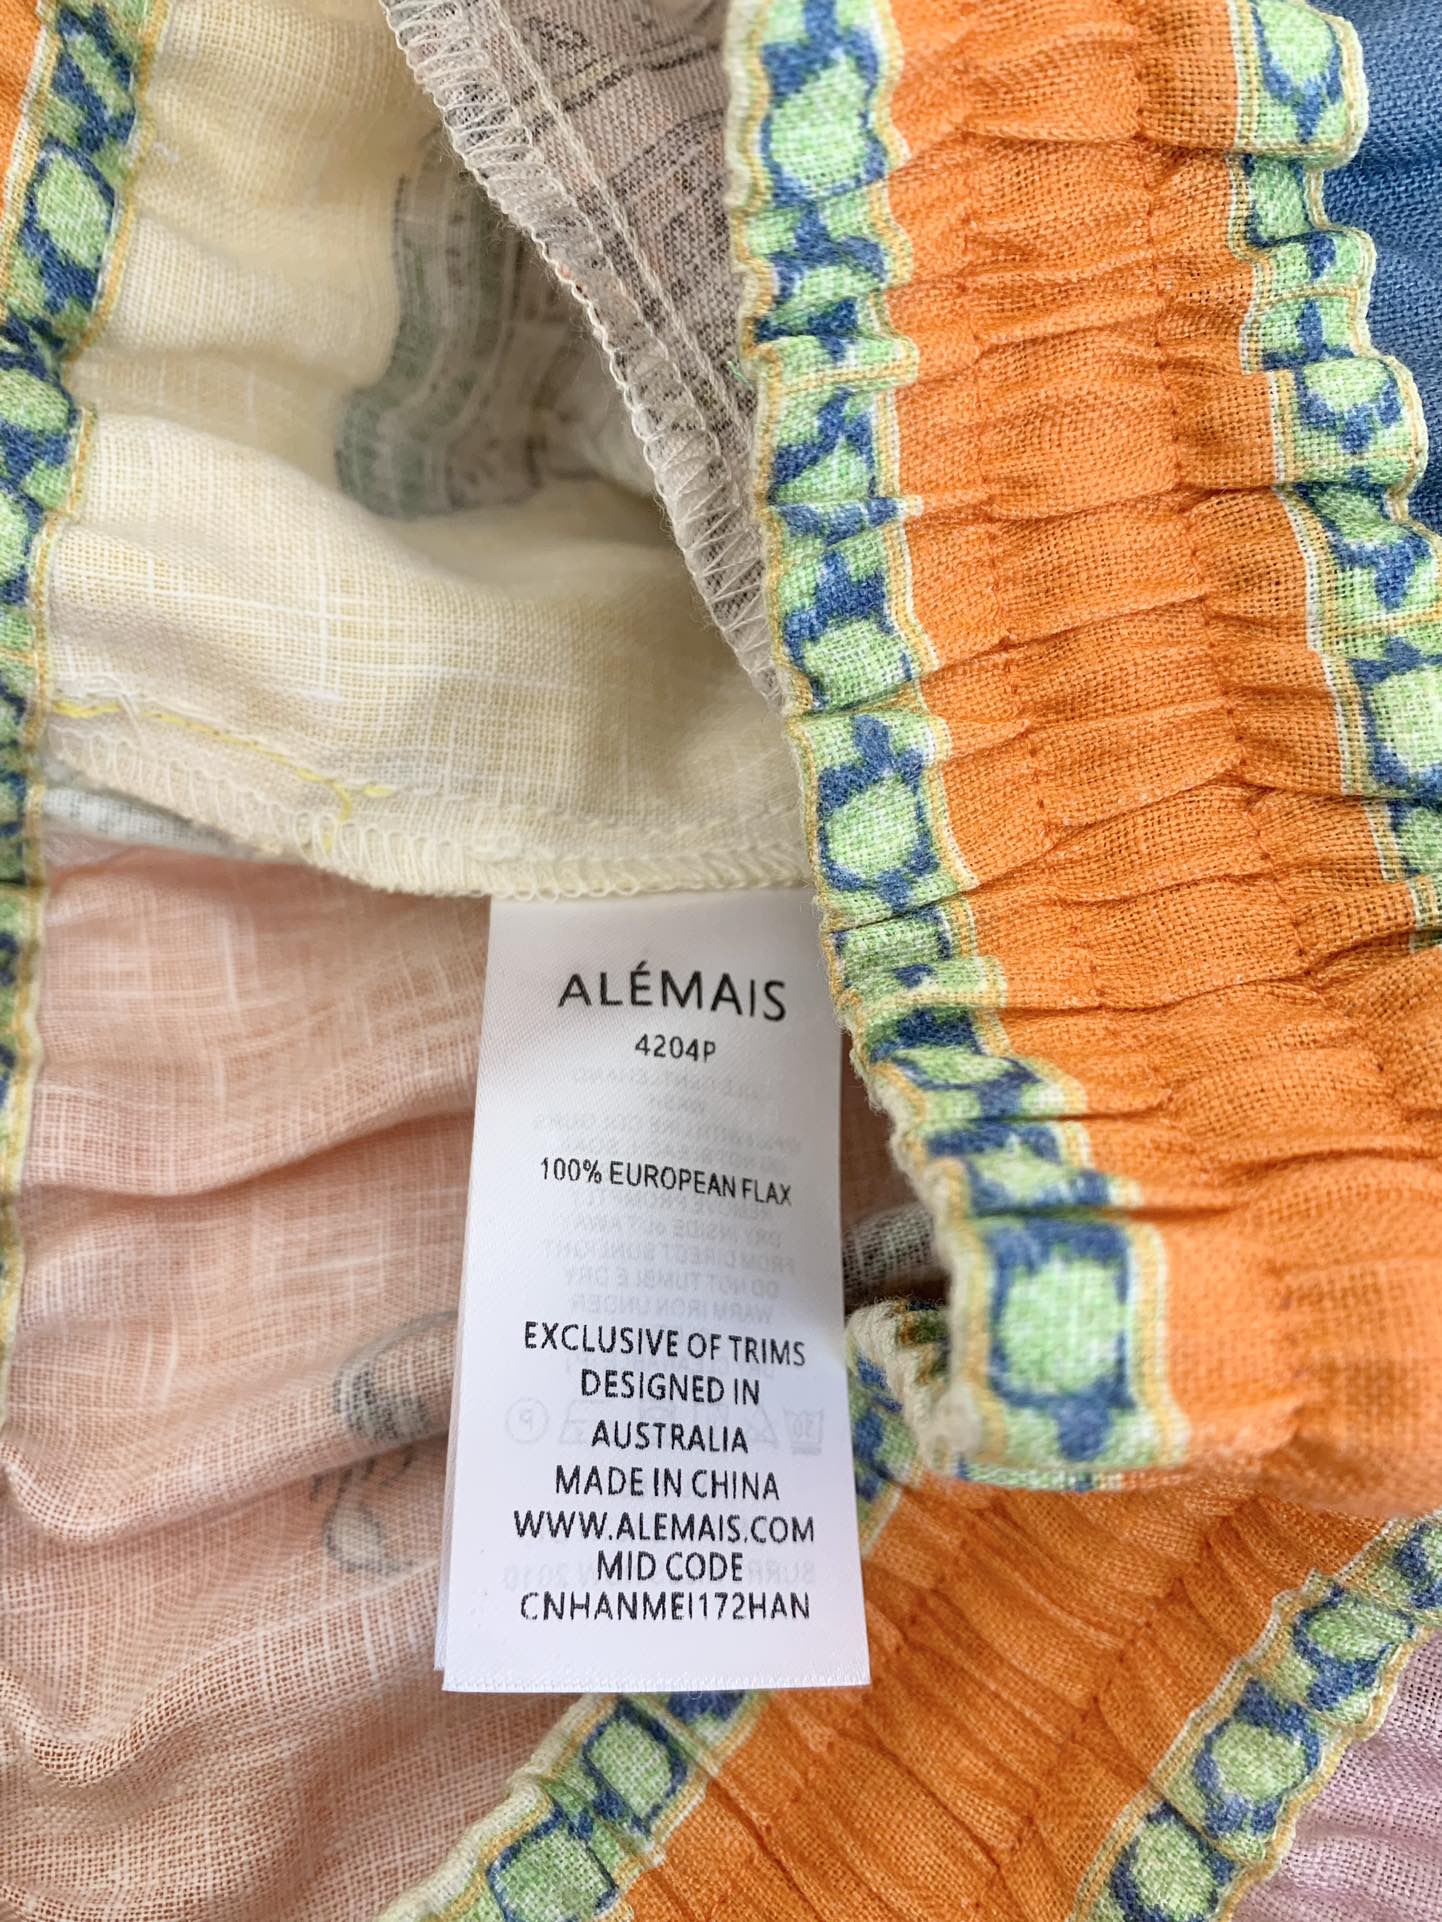 ALÉMAIS
4204P
100% EUROPEAN FLAX
EXCLUSIVE OF TRIMS
DESIGNED IN
AUSTRALIA
MADE IN CHINA
WWW.ALEMAIS.COM
MID CODE
CNHANMEI172HAN